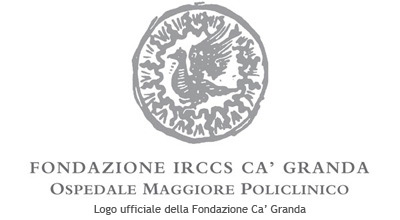 FONDAZIONE IRCCS CA' GRANDA
OSPEDALE MAGGIORE POLICLINICO
Logo ufficiale della Fondazione Ca' Granda